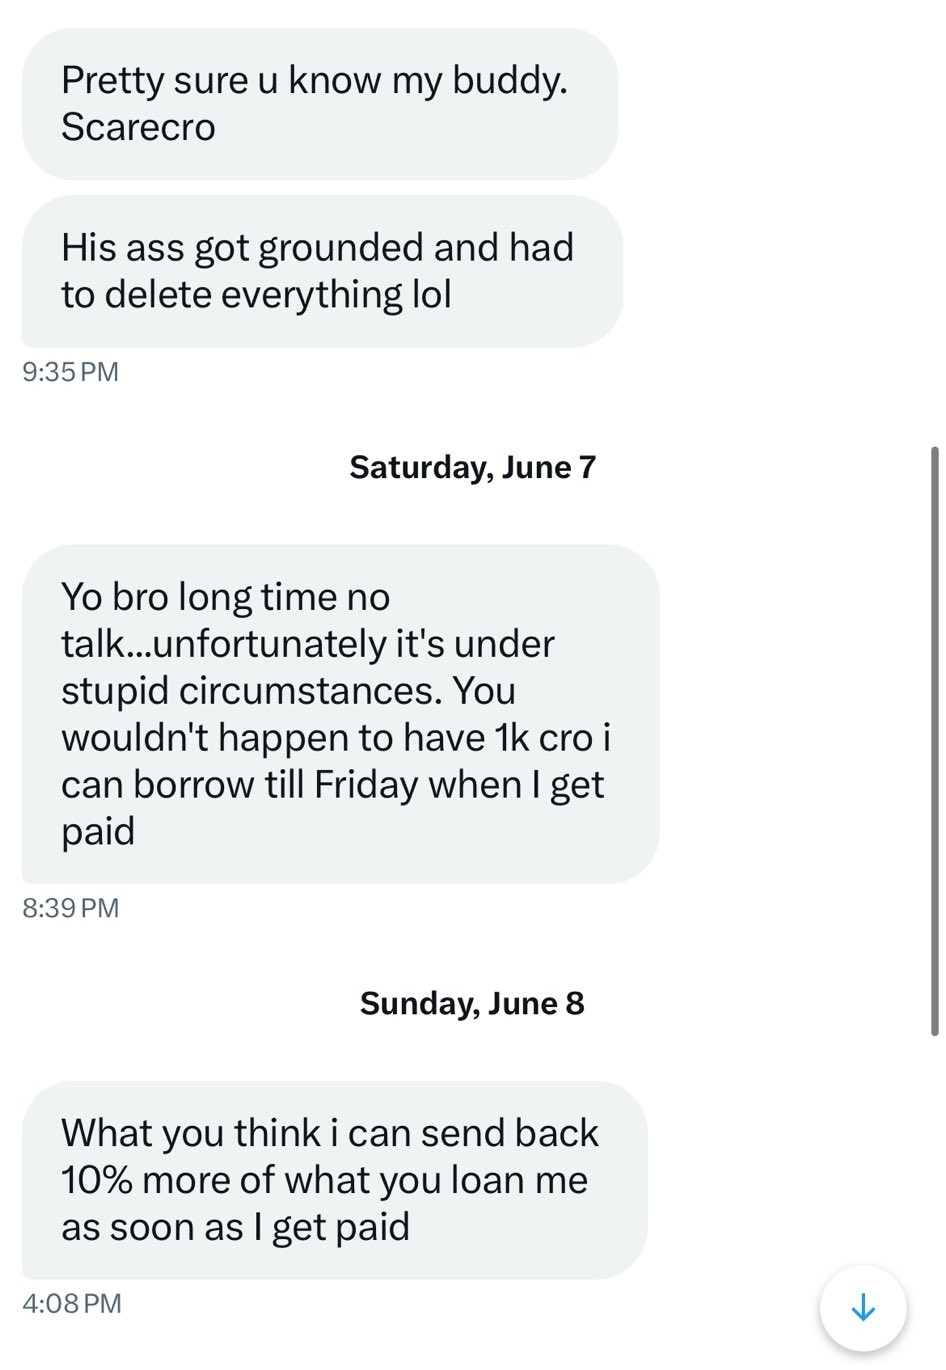 Pretty sure u know my buddy.
Scarecro
His ass got grounded and had
to delete everything lol
9:35 PM
Saturday, June 7
Yo bro long time no
talk...unfortunately it's under
stupid circumstances. You
wouldn't happen to have 1k cro i
can borrow till Friday when I get
paid
8:39 PM
Sunday, June 8
What you think i can send back
10% more of what you loan me
as soon as I get paid
4:08 PM